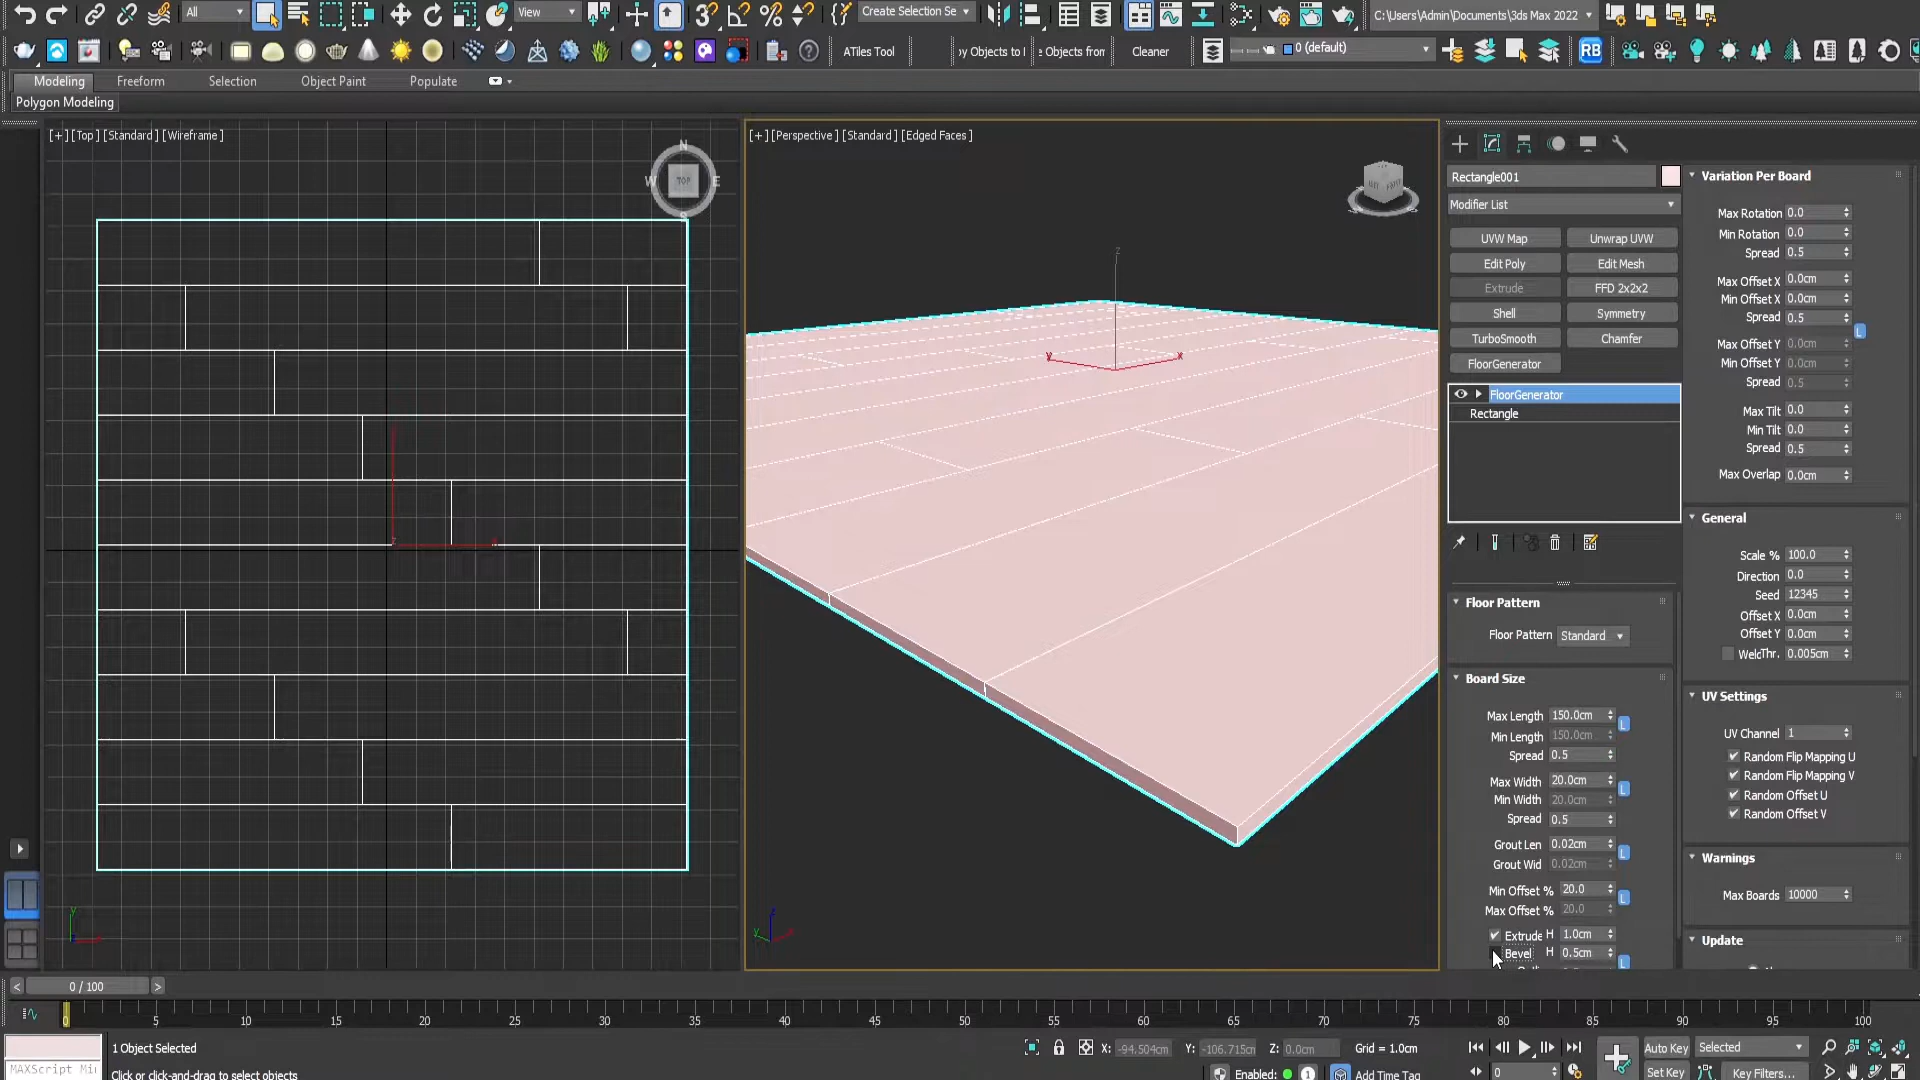 All
View
Create Selection Se
C:\Users\Admin\Documents\3ds Max 2022
ATiles Tool
ɔy Objects to l
ɛ Objects from
Cleaner
0 (default)
RB
Modeling
Freeform
Selection
Object Paint
Populate
Polygon Modeling
[+] [Top] [Standard] [Wireframe]
N
W
TOP
E
S
[+] [Perspective] [Standard] [Edged Faces]
z
y
x
Rectangle001
Modifier List
UVW Map
Unwrap UVW
Edit Poly
Edit Mesh
Extrude
FFD 2x2x2
Shell
Symmetry
TurboSmooth
Chamfer
FloorGenerator
FloorGenerator
Rectangle
Floor Pattern
Floor Pattern Standard
Board Size
Max Length 150.0cm
Min Length 150.0cm
Spread 0.5
Max Width 20.0cm
Min Width 20.0cm
Spread 0.5
Grout Len 0.02cm
Grout Wid 0.02cm
Min Offset % 20.0
Max Offset % 20.0
Extrude H 1.0cm
Bevel H 0.5cm
Variation Per Board
Max Rotation 0.0
Min Rotation 0.0
Spread 0.5
Max Offset X 0.0cm
Min Offset X 0.0cm
Spread 0.5
L
Max Offset Y 0.0cm
Min Offset Y 0.0cm
Spread 0.5
Max Tilt 0.0
Min Tilt 0.0
Spread 0.5
Max Overlap 0.0cm
General
Scale % 100.0
Direction 0.0
Seed 12345
Offset X 0.0cm
Offset Y 0.0cm
WeldThr. 0.005cm
UV Settings
UV Channel 1
Random Flip Mapping U
Random Flip Mapping V
Random Offset U
Random Offset V
Warnings
Max Boards 10000
Update
< 0 / 100 >
0 5 10 15 20 25 30 35 40 45 50 55 60 65 70 75 80 85 90 95 100
1 Object Selected
X: -94.504cm Y: -106.715cm Z: 0.0cm Grid = 1.0cm
Auto Key Selected
MAXScript Mi
Click or click-and-drag to select objects
Enabled: 1 Add Time Tag
0
Set Key Key Filters...